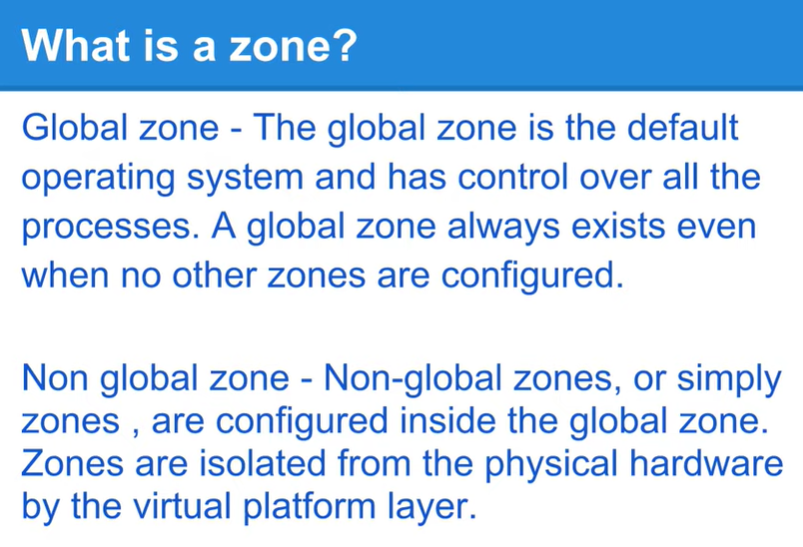 What is a zone?
Global zone - The global zone is the default
operating system and has control over all the
processes. A global zone always exists even
when no other zones are configured.
Non global zone - Non-global zones, or simply
zones , are configured inside the global zone.
Zones are isolated from the physical hardware
by the virtual platform layer.